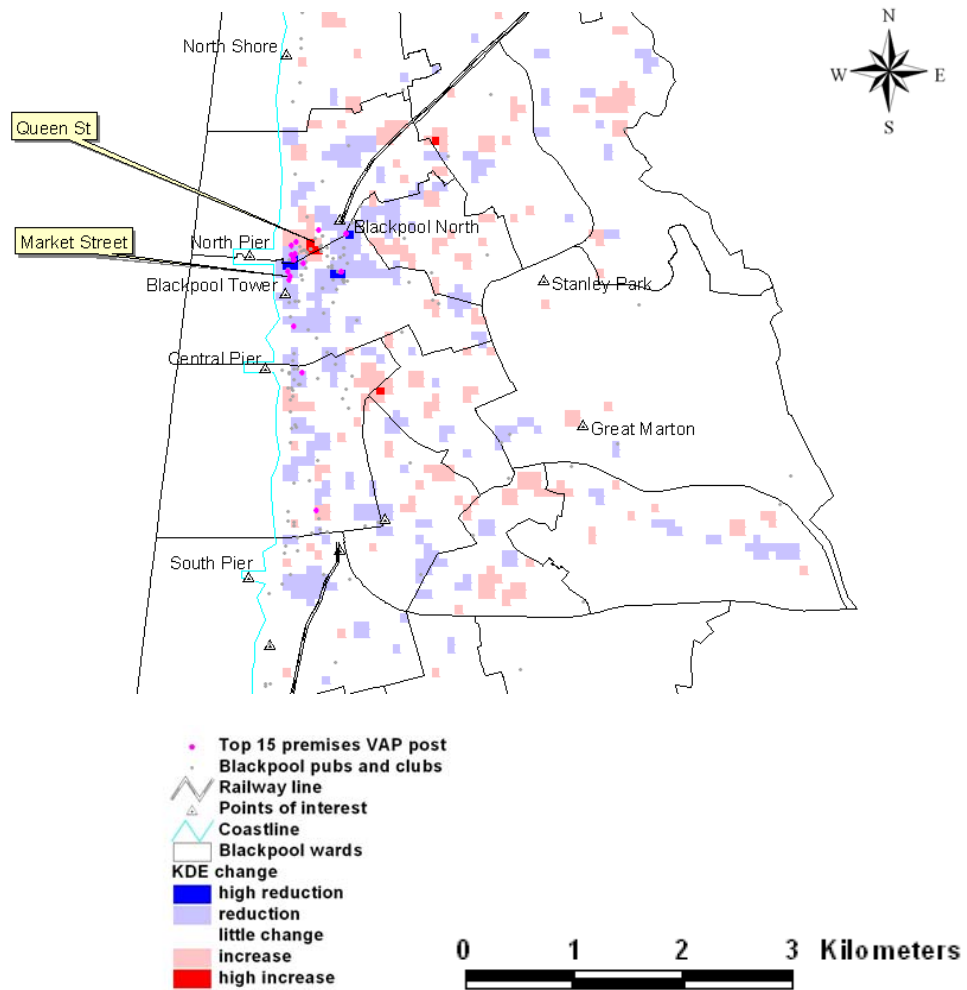 N
W E
S
North Shore
Queen St
Blackpool North
Market Street
North Pier
Blackpool Tower
Stanley Park
Central Pier
Great Marton
South Pier
Top 15 premises VAP post
Blackpool pubs and clubs
Railway line
Points of interest
Coastline
Blackpool wards
KDE change
high reduction
reduction
little change
increase
high increase
0 1 2 3 Kilometers